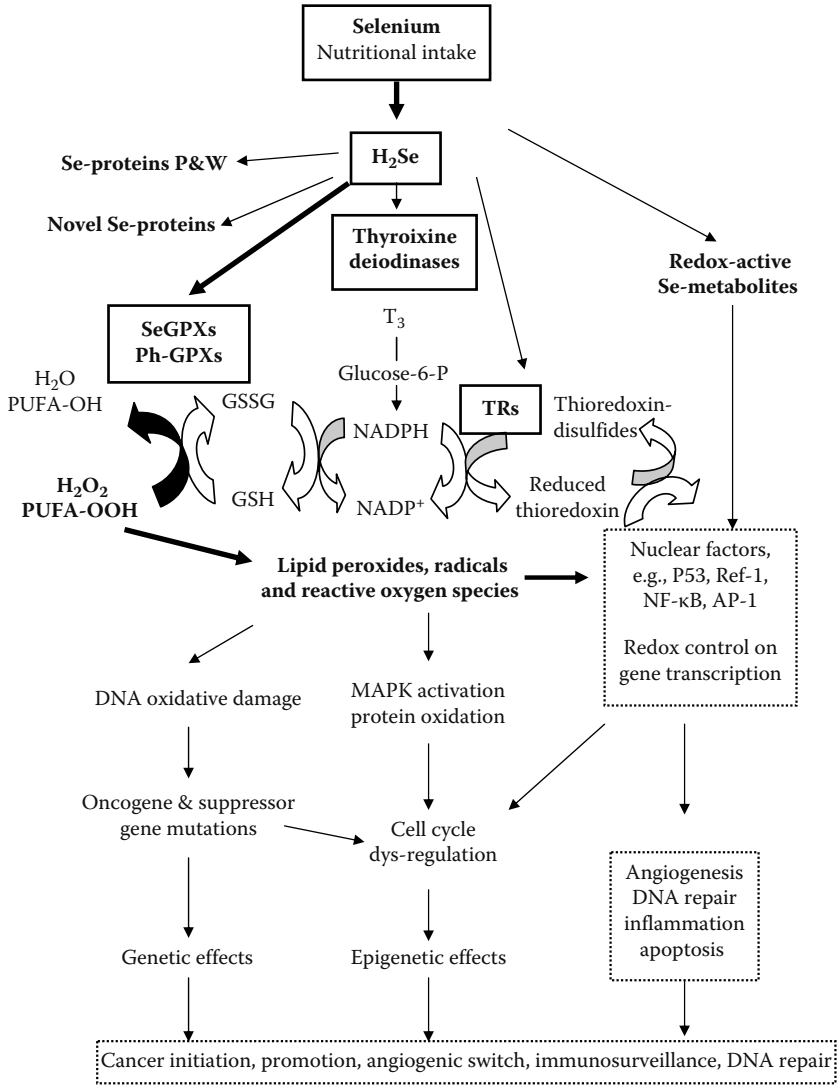 Selenium
Nutritional intake
H₂Se
Se-proteins P&W
Novel Se-proteins
Thyroixine
deiodinases
Redox-active
Se-metabolites
SeGPXs
Ph-GPXs
T₃
Glucose-6-P
H₂O
PUFA-OH
GSSG
NADPH
TRs
Thioredoxin-
disulfides
H₂O₂
PUFA-OOH
GSH
NADP⁺
Reduced
thioredoxin
Lipid peroxides, radicals
and reactive oxygen species
Nuclear factors,
e.g., P53, Ref-1,
NF-κB, AP-1
Redox control on
gene transcription
DNA oxidative damage
MAPK activation
protein oxidation
Oncogene & suppressor
gene mutations
Cell cycle
dys-regulation
Angiogenesis
DNA repair
inflammation
apoptosis
Genetic effects
Epigenetic effects
Cancer initiation, promotion, angiogenic switch, immunosurveillance, DNA repair